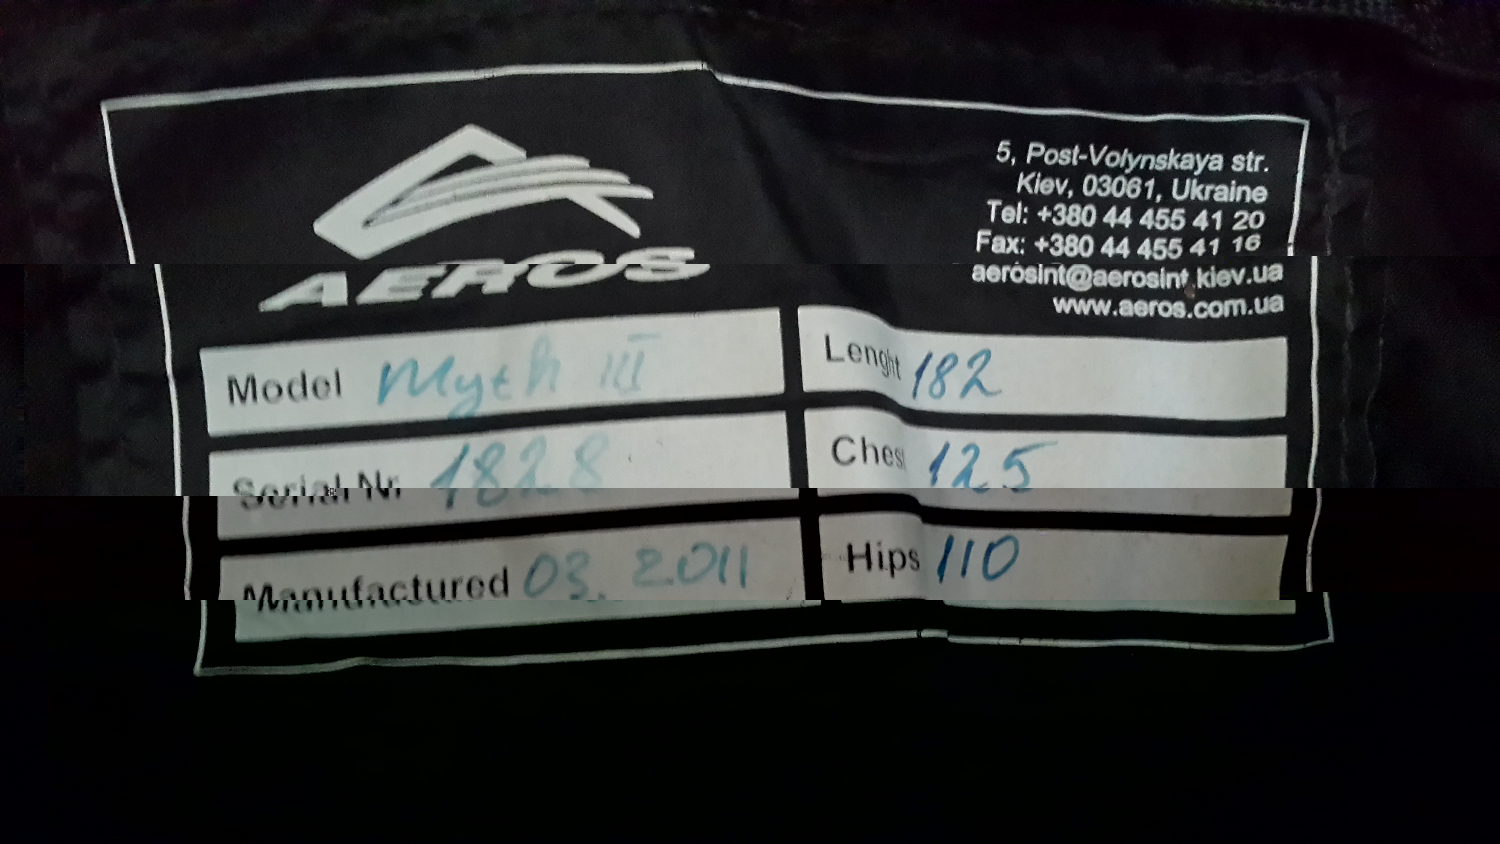 AEROS
5, Post-Volynskaya str.
Kiev, 03061, Ukraine
Tel: +380 44 455 41 20
Fax: +380 44 455 41 16
aerosint@aerosint.kiev.ua
www.aeros.com.ua
Model Myth III
Serial Nr. 1828
Manufactured 03. 2011
Lenght 182
Chest 125
Hips 110